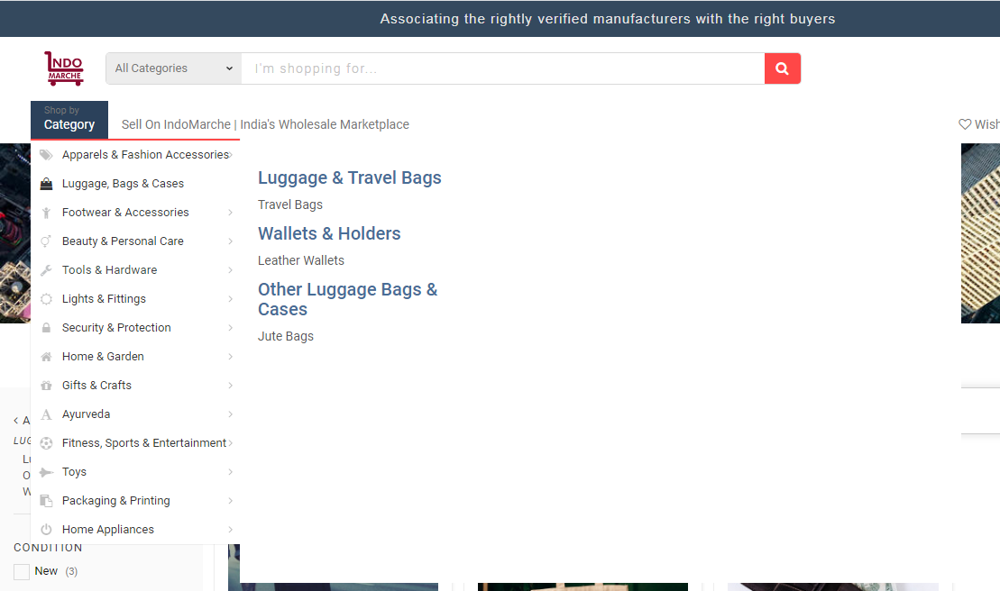 Associating the rightly verified manufacturers with the right buyers
INDO
MARCHE
All Categories
I'm shopping for...
Shop by
Category
Sell On IndoMarche | India's Wholesale Marketplace
Wish
Apparels & Fashion Accessories
Luggage, Bags & Cases
Footwear & Accessories
Beauty & Personal Care
Tools & Hardware
Lights & Fittings
Security & Protection
Home & Garden
Gifts & Crafts
Ayurveda
Fitness, Sports & Entertainment
Toys
Packaging & Printing
Home Appliances
Luggage & Travel Bags
Travel Bags
Wallets & Holders
Leather Wallets
Other Luggage Bags &
Cases
Jute Bags
A
LUG
Lu
O
W
CONDITION
New (3)